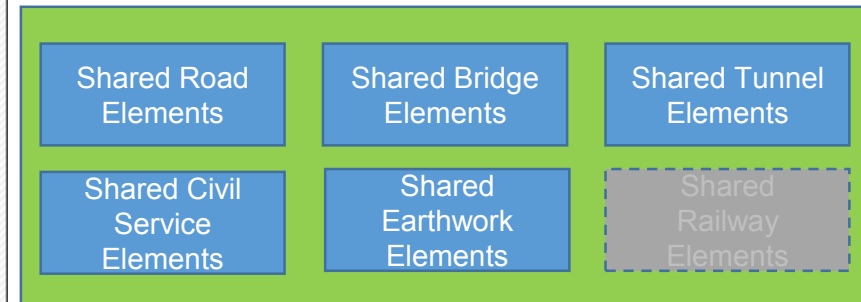 Shared Road
Elements
Shared Bridge
Elements
Shared Tunnel
Elements
Shared Civil
Service
Elements
Shared
Earthwork
Elements
Shared
Railway
Elements